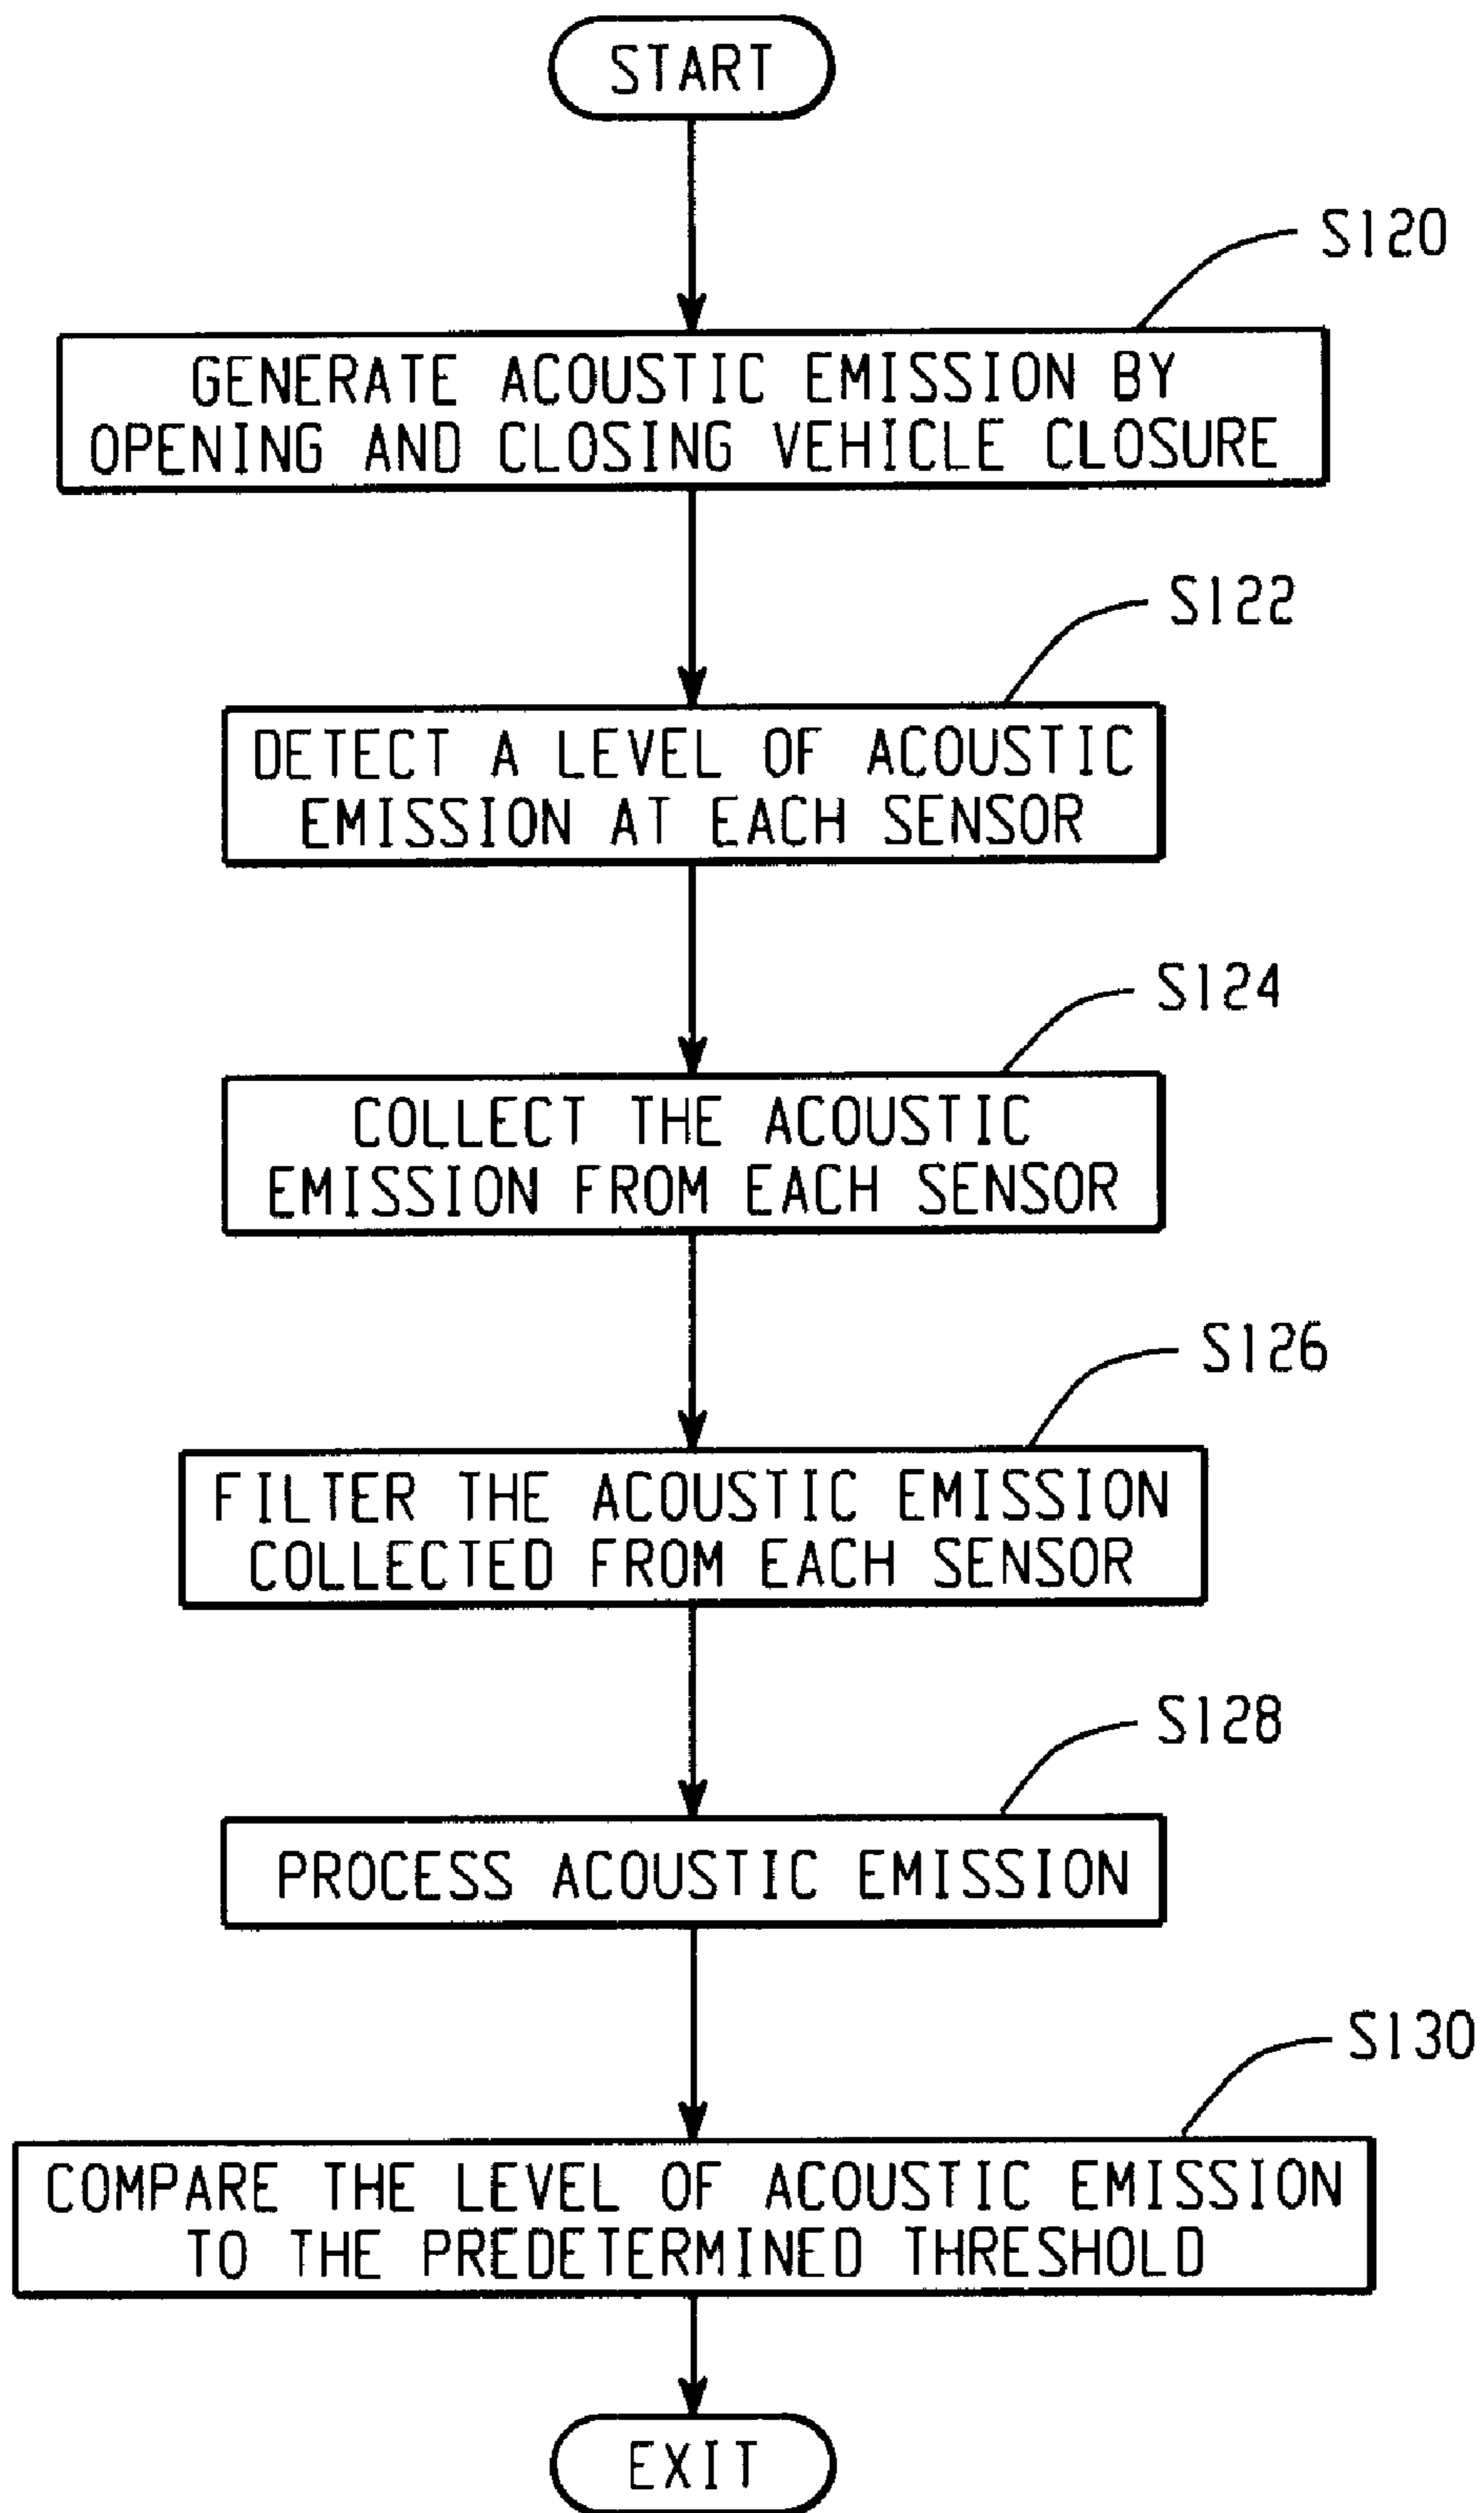 START
S120
GENERATE ACOUSTIC EMISSION BY
OPENING AND CLOSING VEHICLE CLOSURE
S122
DETECT A LEVEL OF ACOUSTIC
EMISSION AT EACH SENSOR
S124
COLLECT THE ACOUSTIC
EMISSION FROM EACH SENSOR
S126
FILTER THE ACOUSTIC EMISSION
COLLECTED FROM EACH SENSOR
S128
PROCESS ACOUSTIC EMISSION
S130
COMPARE THE LEVEL OF ACOUSTIC EMISSION
TO THE PREDETERMINED THRESHOLD
EXIT